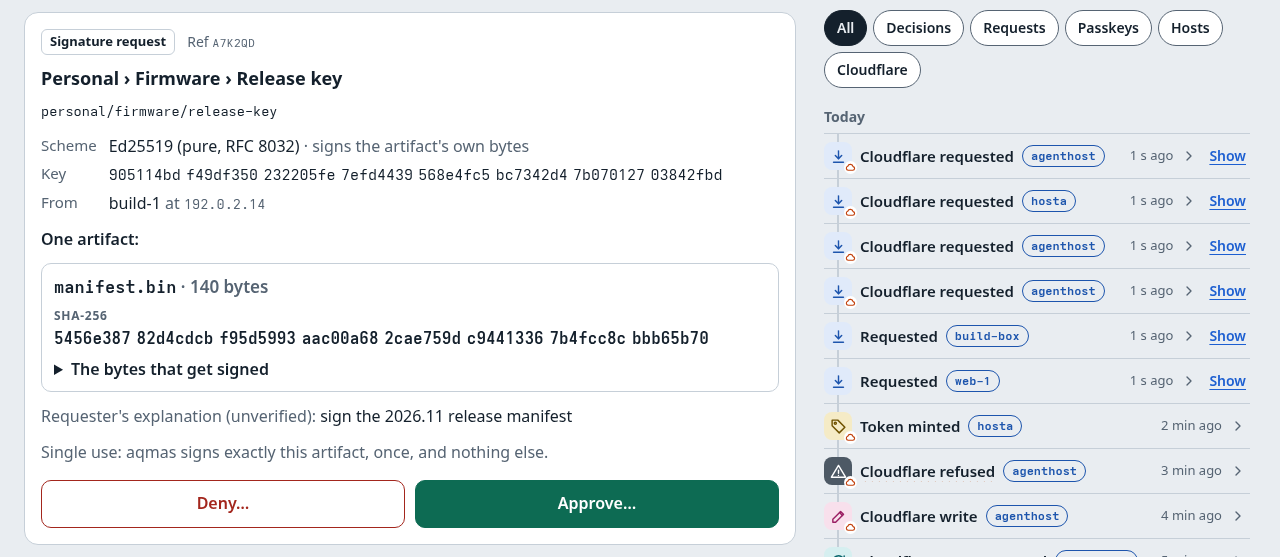 Signature request Ref A7K2QD
Personal › Firmware › Release key
personal/firmware/release-key
Scheme Ed25519 (pure, RFC 8032) · signs the artifact's own bytes
Key 905114bd f49df350 232205fe 7efd4439 568e4fc5 bc7342d4 7b070127 03842fbd
From build-1 at 192.0.2.14
One artifact:
manifest.bin · 140 bytes
SHA-256
5456e387 82d4cdcb f95d5993 aac00a68 2cae759d c9441336 7b4fcc8c bbb65b70
The bytes that get signed
Requester's explanation (unverified): sign the 2026.11 release manifest
Single use: aqmas signs exactly this artifact, once, and nothing else.
Deny... Approve...
All Decisions Requests Passkeys Hosts
Cloudflare
Today
Cloudflare requested agenthost 1 s ago Show
Cloudflare requested hosta 1 s ago Show
Cloudflare requested agenthost 1 s ago Show
Cloudflare requested agenthost 1 s ago Show
Requested build-box 1 s ago Show
Requested web-1 1 s ago Show
Token minted hosta 2 min ago
Cloudflare refused agenthost 3 min ago
Cloudflare write agenthost 4 min ago